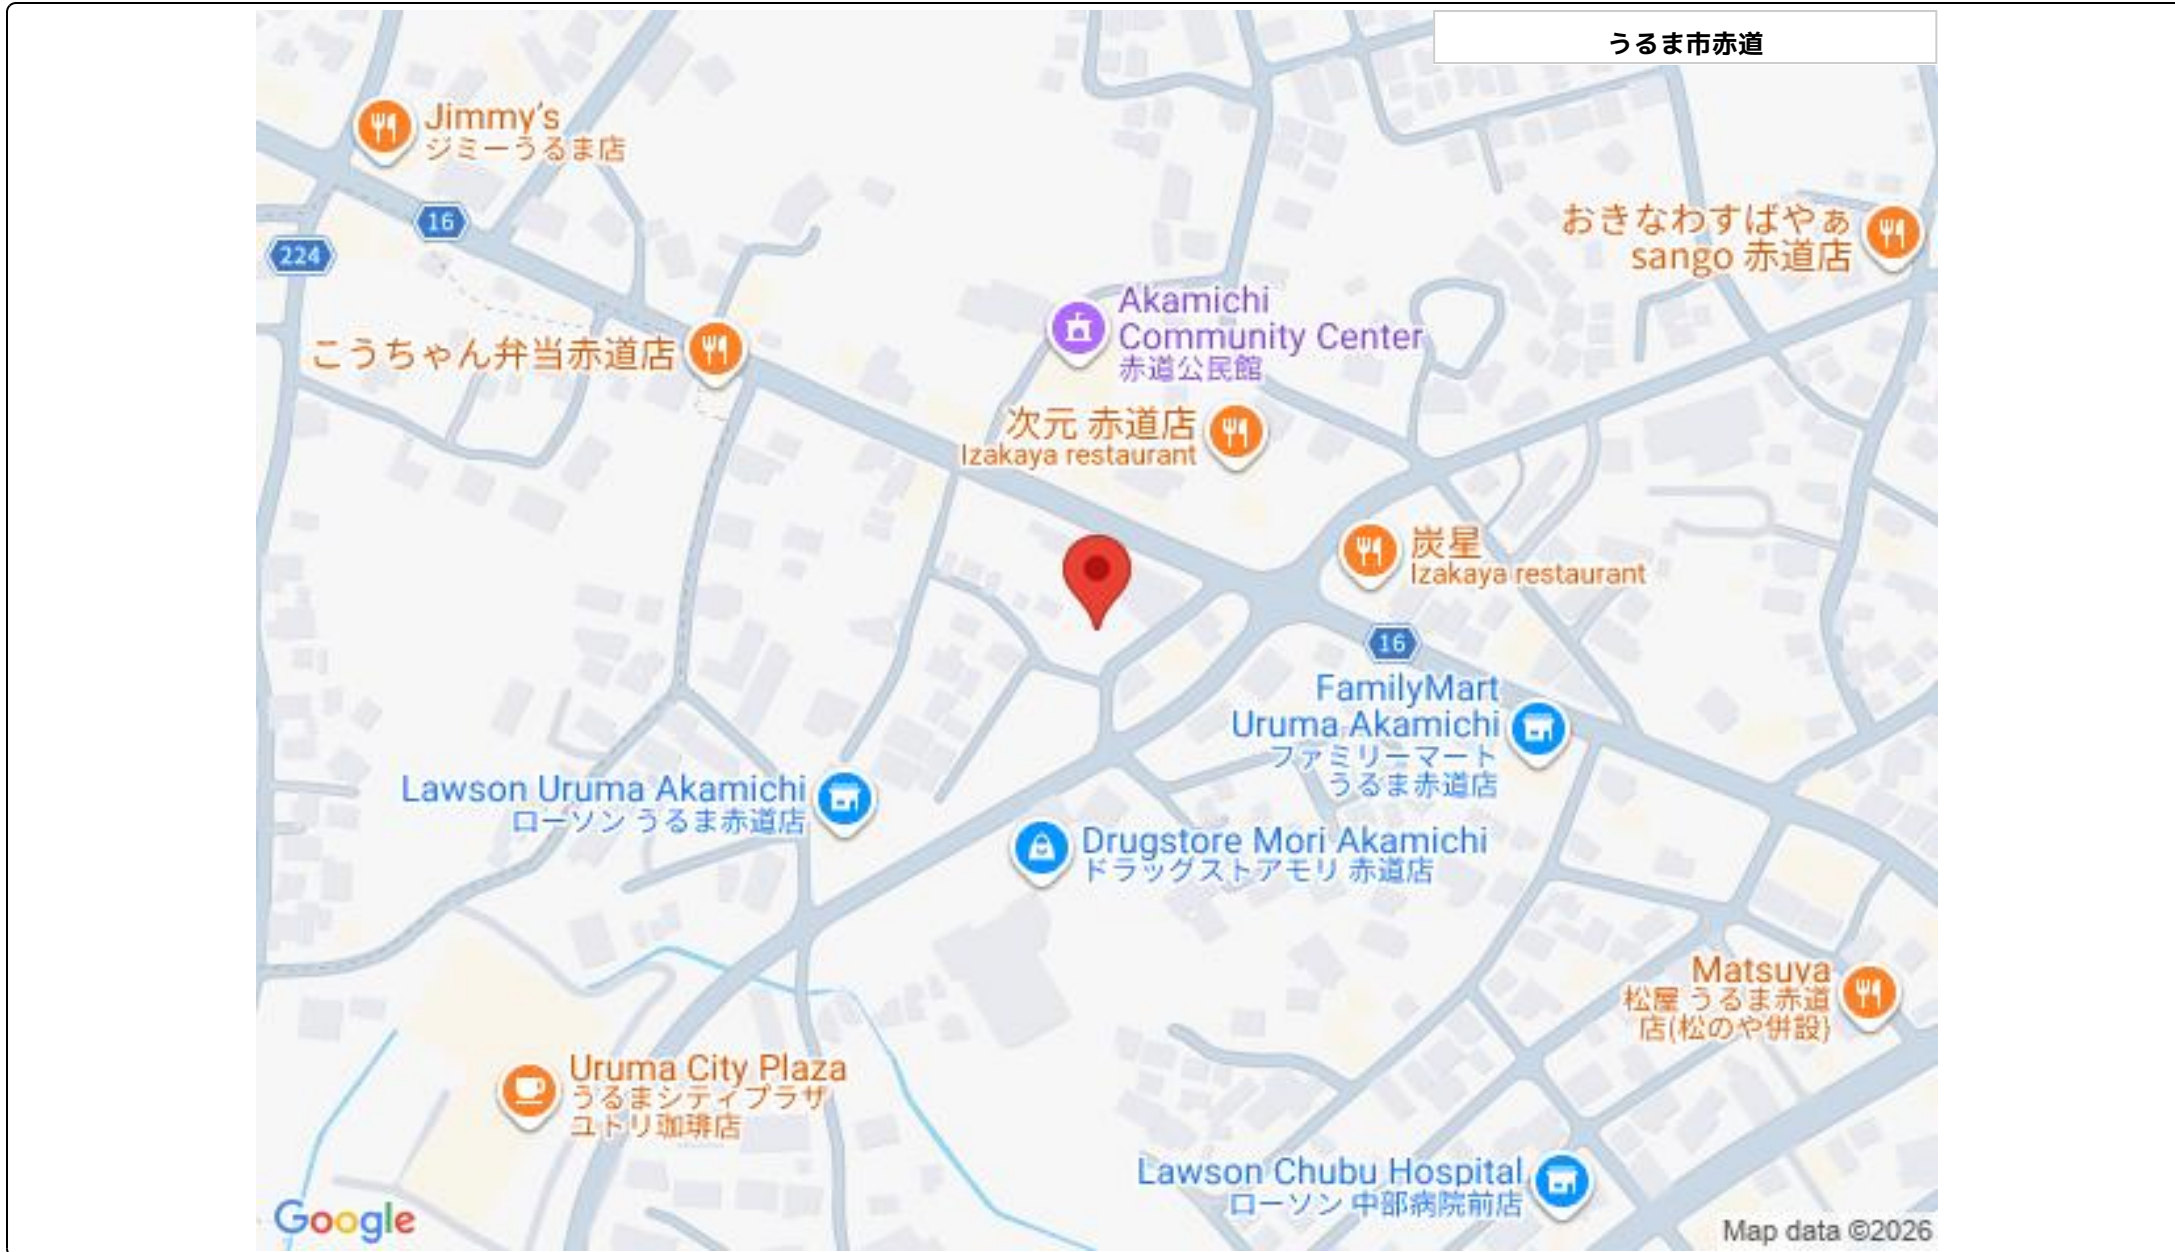 うるま市赤道
Jimmy's
ジミーうるま店
16
224
おきなわすばやぁ
sango 赤道店
Akamichi
Community Center
赤道公民館
こうちゃん弁当赤道店
次元 赤道店
Izakaya restaurant
炭星
Izakaya restaurant
16
FamilyMart
Uruma Akamichi
ファミリーマート
うるま赤道店
Lawson Uruma Akamichi
ローソン うるま赤道店
Drugstore Mori Akamichi
ドラッグストアモリ 赤道店
Matsuya
松屋 うるま赤道
店(松のや併設)
Uruma City Plaza
うるまシティプラザ
ユトリ珈琲店
Lawson Chubu Hospital
ローソン 中部病院前店
Google
Map data ©2026